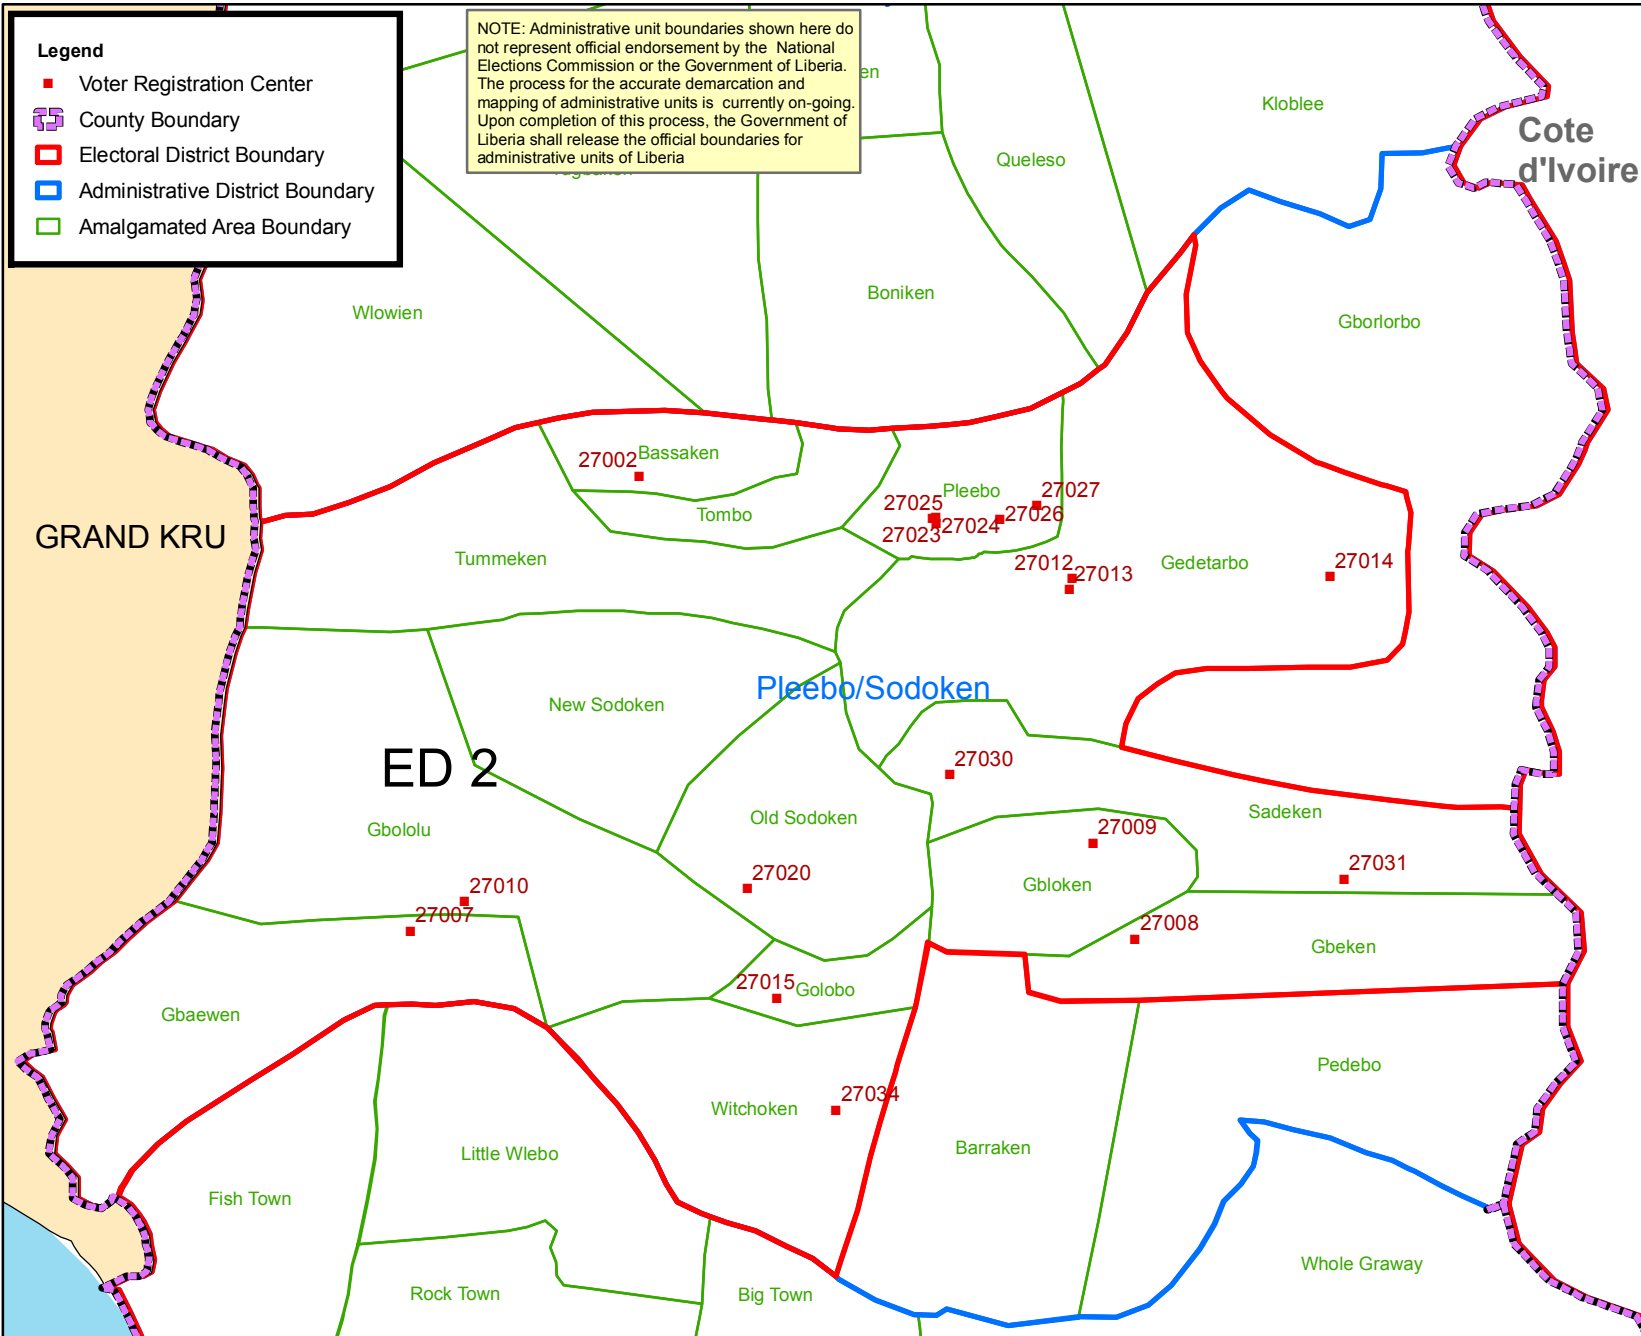 Legend
Voter Registration Center
County Boundary
Electoral District Boundary
Administrative District Boundary
Amalgamated Area Boundary
NOTE: Administrative unit boundaries shown here do
not represent official endorsement by the National
Elections Commission or the Government of Liberia.
The process for the accurate demarcation and
mapping of administrative units is currently on-going.
Upon completion of this process, the Government of
Liberia shall release the official boundaries for
administrative units of Liberia
en
Kloblee
Cote
d'Ivoire
Queleso
Wlowien
Boniken
Gborlorbo
Bassaken
27002
Pleebo
27027
27025
27026
27024
27023
Tombo
GRAND KRU
Tummeken
27012
27013
Gedetarbo
27014
Pleebo/Sodoken
New Sodoken
ED 2
27030
Sadeken
Old Sodoken
Gbololu
27009
27031
27020
Gbloken
27010
27007
27008
Gbeken
27015
Golobo
Gbaewen
Pedebo
27034
Witchoken
Barraken
Little Wlebo
Fish Town
Whole Graway
Rock Town
Big Town